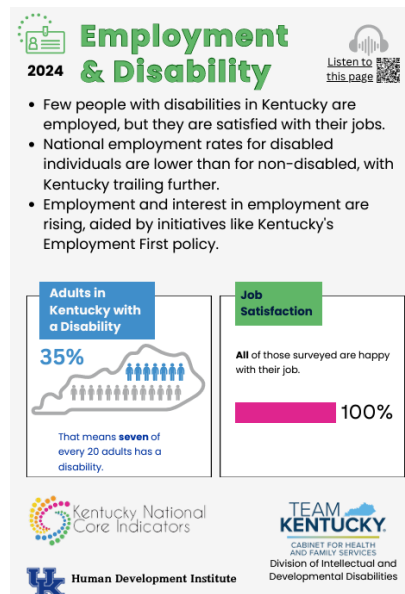 Employment
& Disability
2024
Listen to
this page
• Few people with disabilities in Kentucky are
employed, but they are satisfied with their jobs.
• National employment rates for disabled
individuals are lower than for non-disabled, with
Kentucky trailing further.
• Employment and interest in employment are
rising, aided by initiatives like Kentucky's
Employment First policy.
Adults in
Kentucky with
a Disability
35%
That means seven of
every 20 adults has a
disability.
Job
Satisfaction
All of those surveyed are happy
with their job.
100%
Kentucky National
Core Indicators
UK
Human Development Institute
TEAM
KENTUCKY.
CABINET FOR HEALTH
AND FAMILY SERVICES
Division of Intellectual and
Developmental Disabilities